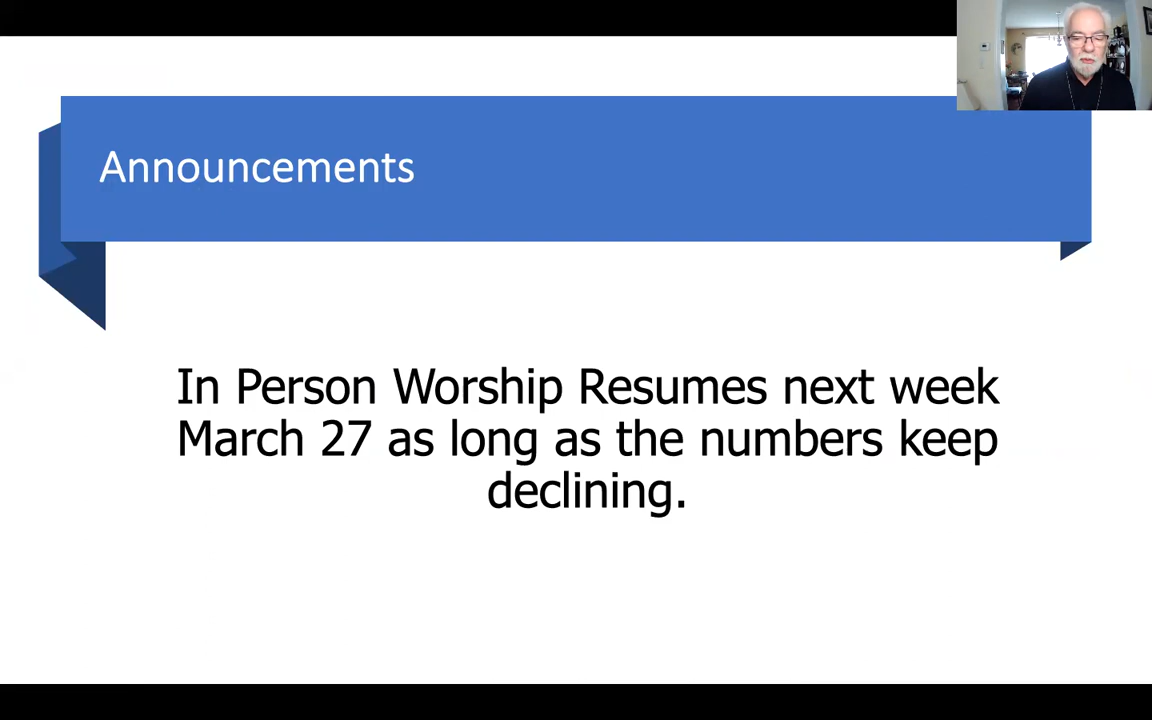 Announcements
In Person Worship Resumes next week
March 27 as long as the numbers keep
declining.